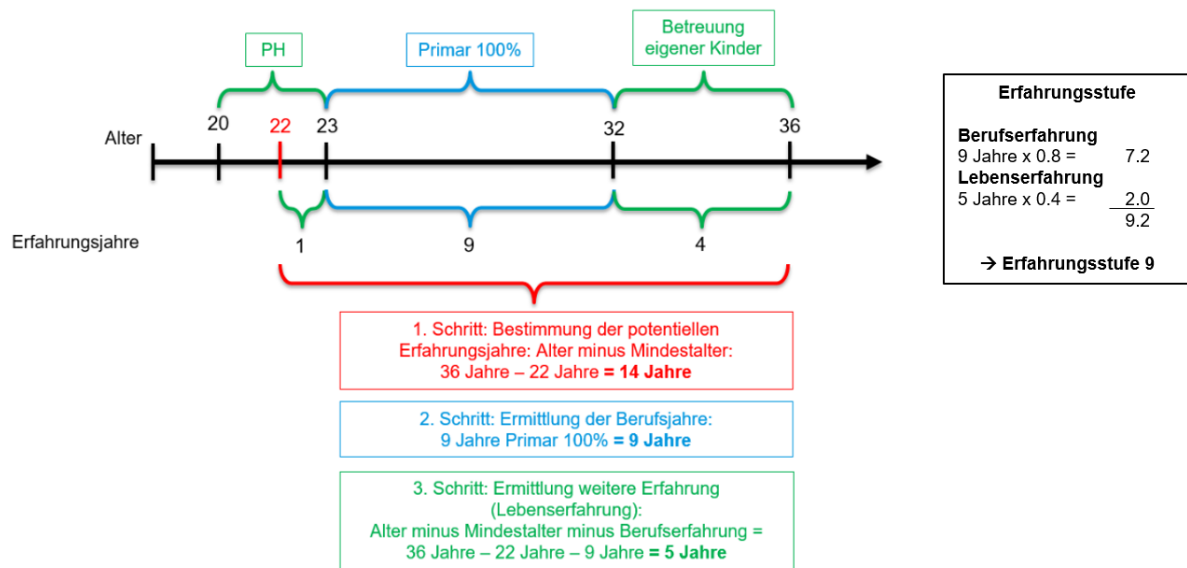 PH
Primar 100%
Betreuung
eigener Kinder
Alter
20
22
23
32
36
Erfahrungsjahre
1
9
4
1. Schritt: Bestimmung der potentiellen
Erfahrungsjahre: Alter minus Mindestalter:
36 Jahre – 22 Jahre = 14 Jahre
2. Schritt: Ermittlung der Berufsjahre:
9 Jahre Primar 100% = 9 Jahre
3. Schritt: Ermittlung weitere Erfahrung
(Lebenserfahrung):
Alter minus Mindestalter minus Berufserfahrung =
36 Jahre – 22 Jahre – 9 Jahre = 5 Jahre
Erfahrungsstufe
Berufserfahrung
9 Jahre x 0.8 = 7.2
Lebenserfahrung
5 Jahre x 0.4 = 2.0
9.2
→ Erfahrungsstufe 9